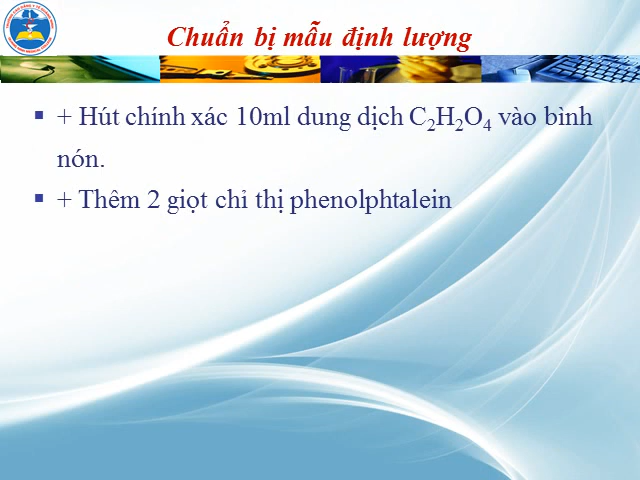 Chuẩn bị mẫu định lượng
▪ + Hút chính xác 10ml dung dịch C₂H₂O₄ vào bình
nón.
▪ + Thêm 2 giọt chỉ thị phenolphtalein